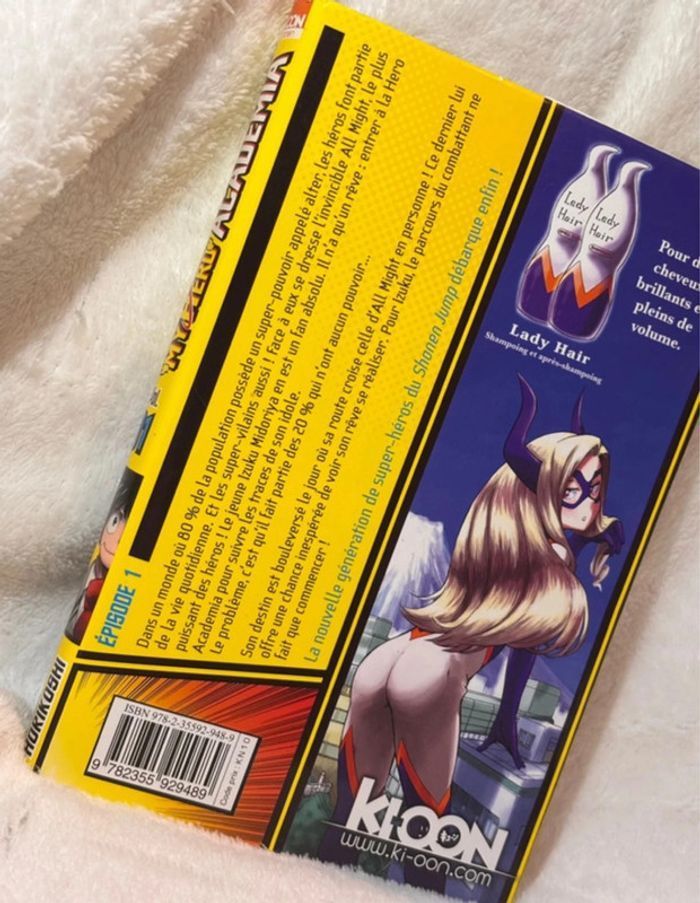 MY HERO ACADEMIA
HORIKOSHI
ÉPISODE 1
Dans un monde où 80 % de la population possède un super-pouvoir appelé alter, les héros font partie
de la vie quotidienne. Et les super-vilains aussi ! Face à eux se dresse l'invincible All Might, le plus
puissant des héros ! Le jeune Izuku Midoriya en est un fan absolu. Il n'a qu'un rêve : entrer à la Hero
Academia pour suivre les traces de son idole.
Le problème, c'est qu'il fait partie des 20 % qui n'ont aucun pouvoir...
Son destin est bouleversé le jour où sa route croise celle d'All Might en personne ! Ce dernier lui
offre une chance inespérée de voir son rêve se réaliser. Pour Izuku, le parcours du combattant ne
fait que commencer !
La nouvelle génération de super-héros du Shonen Jump débarque enfin !
ISBN 978-2-35592-948-9
9 782355 929489
Code prix : KN10
Lady
Hair
Lady
Hair
Lady Hair
Shampoing et après-shampoing
Pour d
cheveux
brillants e
pleins de
volume.
KI-OON
www.ki-oon.com